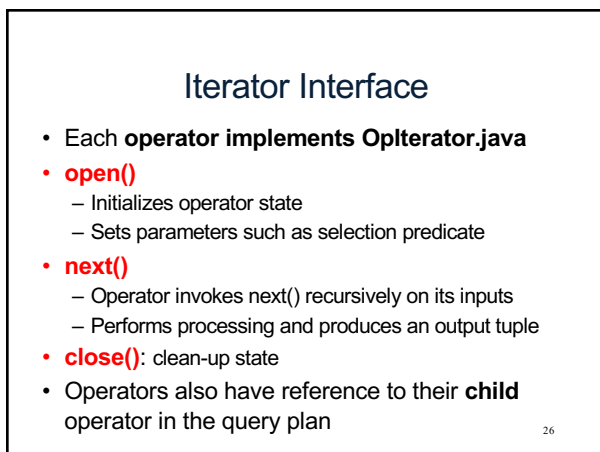 Iterator Interface
• Each operator implements OpIterator.java
• open()
– Initializes operator state
– Sets parameters such as selection predicate
• next()
– Operator invokes next() recursively on its inputs
– Performs processing and produces an output tuple
• close(): clean-up state
• Operators also have reference to their child
operator in the query plan
26